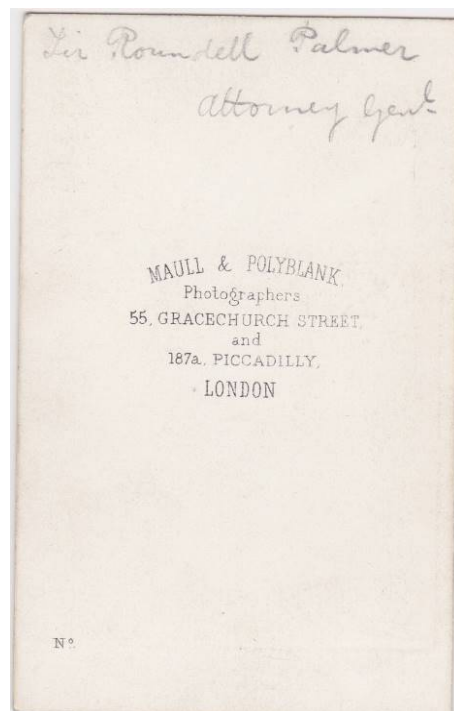 Sir Roundell Palmer
Attorney Genl.
MAULL & POLYBLANK,
Photographers
55, GRACECHURCH STREET,
and
187a, PICCADILLY,
LONDON
Nº